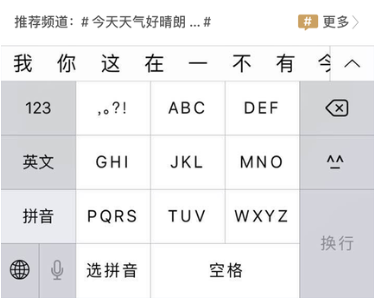 推荐频道：# 今天天气好晴朗 ... # 更多
我 你 这 在 一 不 有
123 ,。?! ABC DEF
英文 GHI JKL MNO ^^
拼音 PQRS TUV WXYZ 换行
选拼音 空格